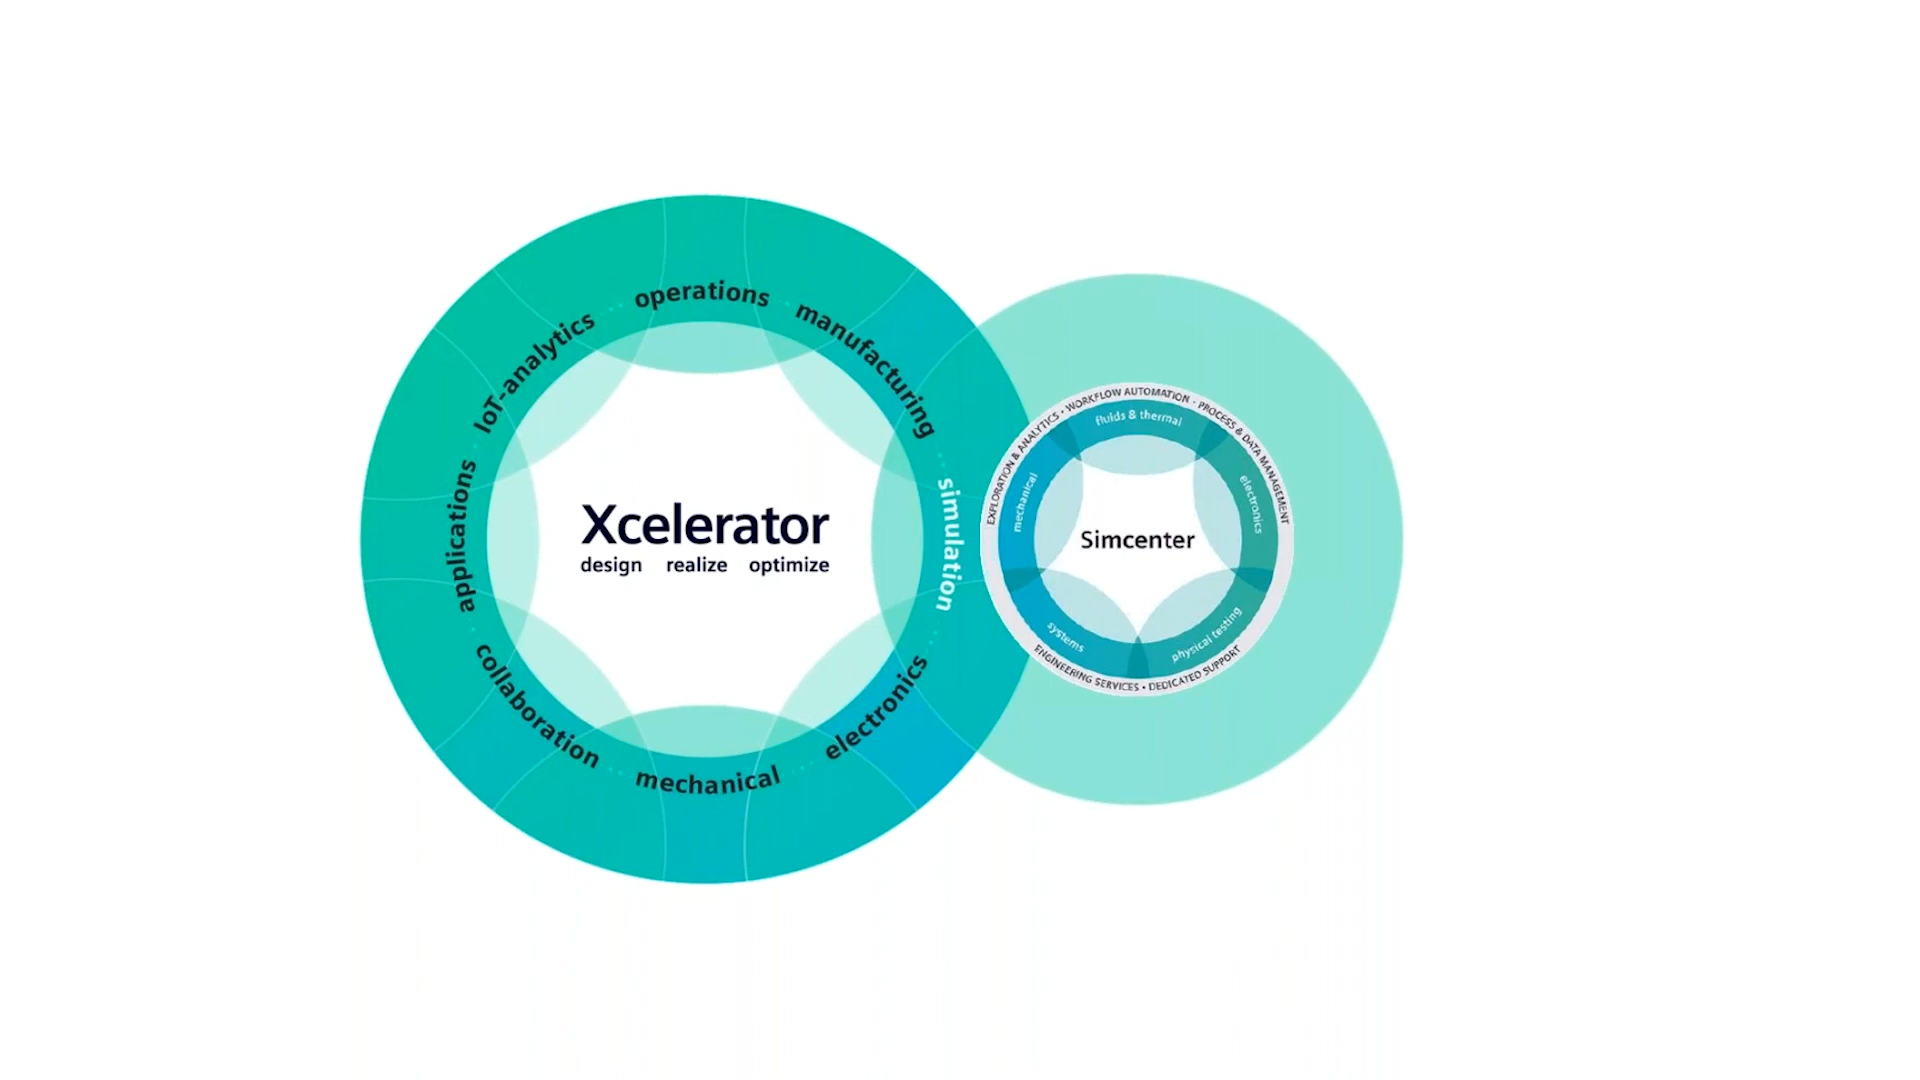 operations
manufacturing
simulation
electronics
mechanical
collaboration
applications
IoT-analytics
Xcelerator
design realize optimize
EXPLORATION & ANALYTICS • WORKFLOW AUTOMATION • PROCESS & DATA MANAGEMENT
fluids & thermal
electronics
physical testing
systems
mechanical
Simcenter
ENGINEERING SERVICES • DEDICATED SUPPORT